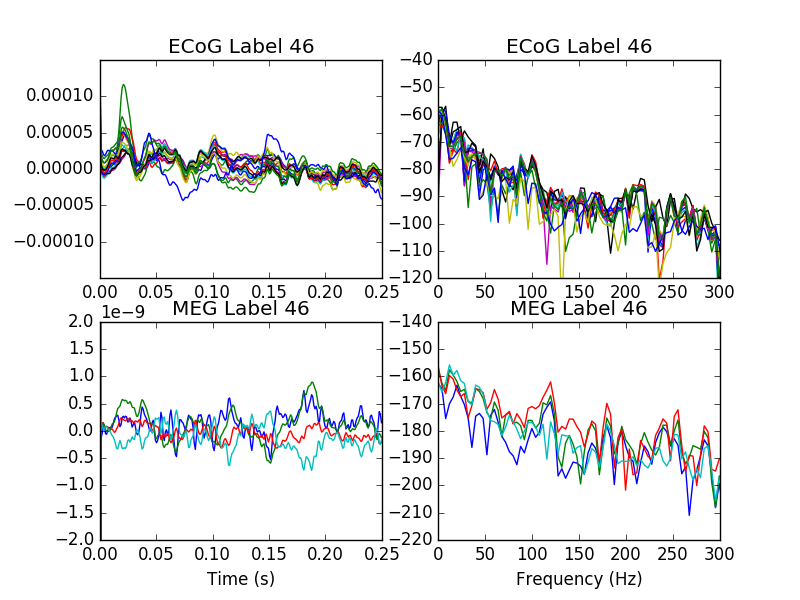 ECoG Label 46
0.00010
0.00005
0.00000
−0.00005
−0.00010
0.00 0.05 0.10 0.15 0.20 0.25
ECoG Label 46
−40
−50
−60
−70
−80
−90
−100
−110
−120
0 50 100 150 200 250 300
MEG Label 46
1e−9
2.0
1.5
1.0
0.5
0.0
−0.5
−1.0
−1.5
−2.0
0.00 0.05 0.10 0.15 0.20 0.25
Time (s)
MEG Label 46
−140
−150
−160
−170
−180
−190
−200
−210
−220
0 50 100 150 200 250 300
Frequency (Hz)